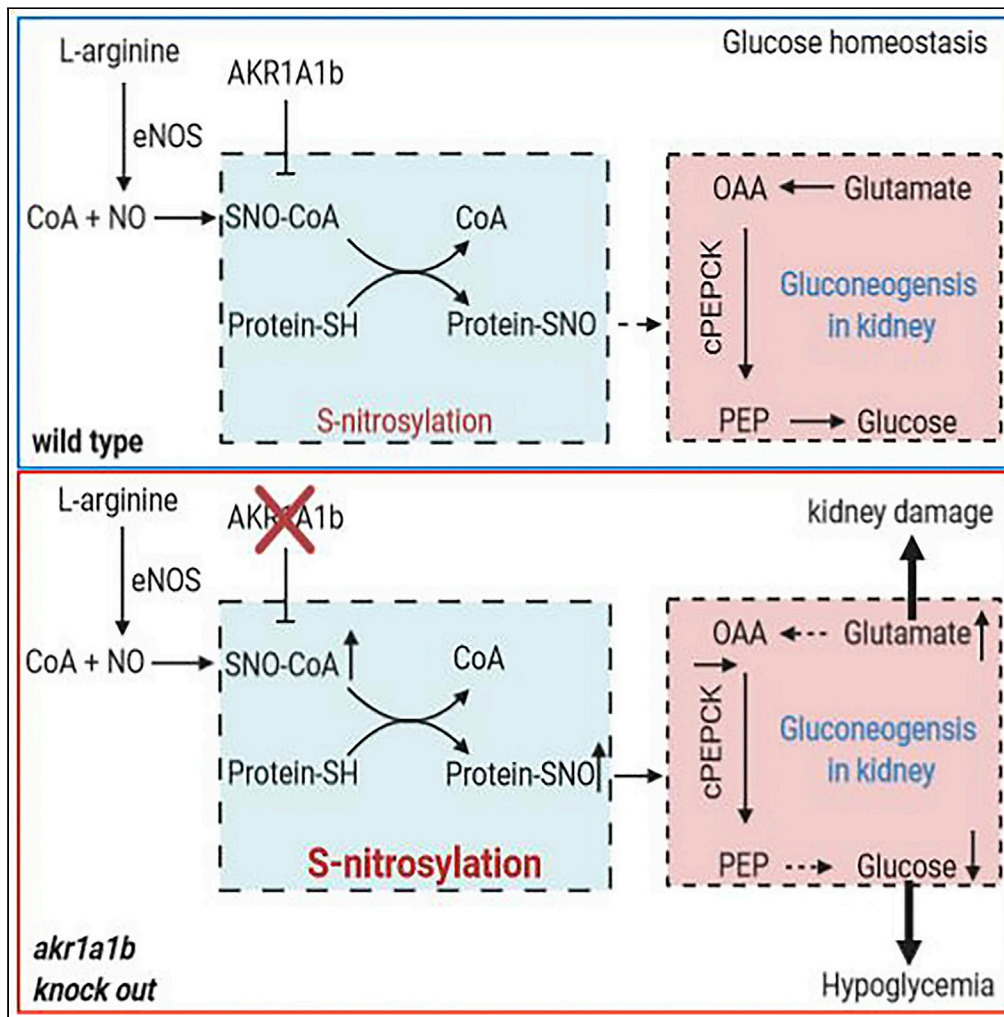 Glucose homeostasis
L-arginine
AKR1A1b
eNOS
CoA + NO
SNO-CoA
CoA
Protein-SH
Protein-SNO
S-nitrosylation
OAA
Glutamate
cPEPCK
Gluconeogensis
in kidney
PEP
Glucose
wild type
L-arginine
AKR1A1b
kidney damage
eNOS
CoA + NO
SNO-CoA
CoA
Protein-SH
Protein-SNO
S-nitrosylation
OAA
Glutamate
cPEPCK
Gluconeogensis
in kidney
PEP
Glucose
akr1a1b
knock out
Hypoglycemia